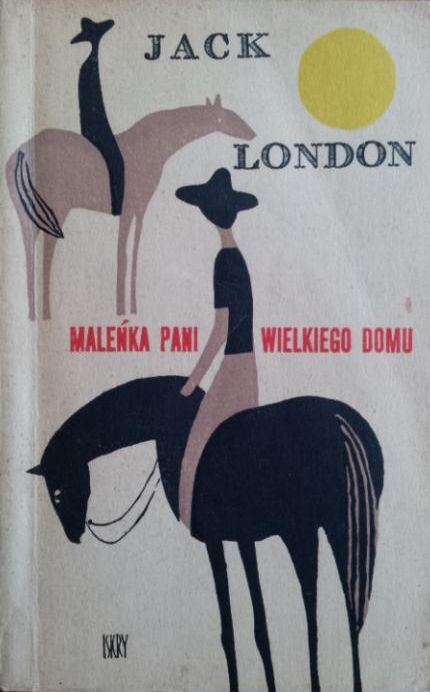 JACK
LONDON
MALEŃKA PANI WIELKIEGO DOMU
ISKRY